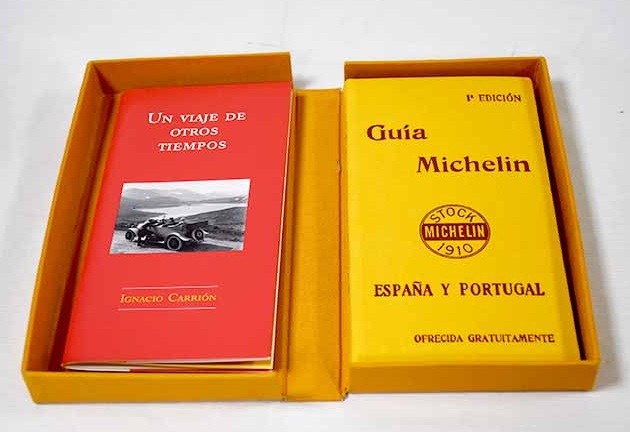 UN VIAJE DE
OTROS
TIEMPOS
IGNACIO CARRIÓN
1ª EDICIÓN
Guía
Michelin
STOCK
MICHELIN
1910
ESPAÑA Y PORTUGAL
OFRECIDA GRATUITAMENTE